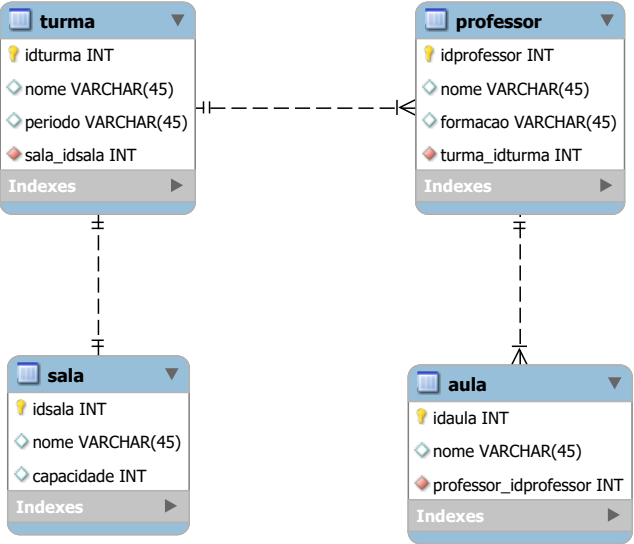 turma
idturma INT
nome VARCHAR(45)
periodo VARCHAR(45)
sala_idsala INT
Indexes
professor
idprofessor INT
nome VARCHAR(45)
formacao VARCHAR(45)
turma_idturma INT
Indexes
sala
idsala INT
nome VARCHAR(45)
capacidade INT
Indexes
aula
idaula INT
nome VARCHAR(45)
professor_idprofessor INT
Indexes